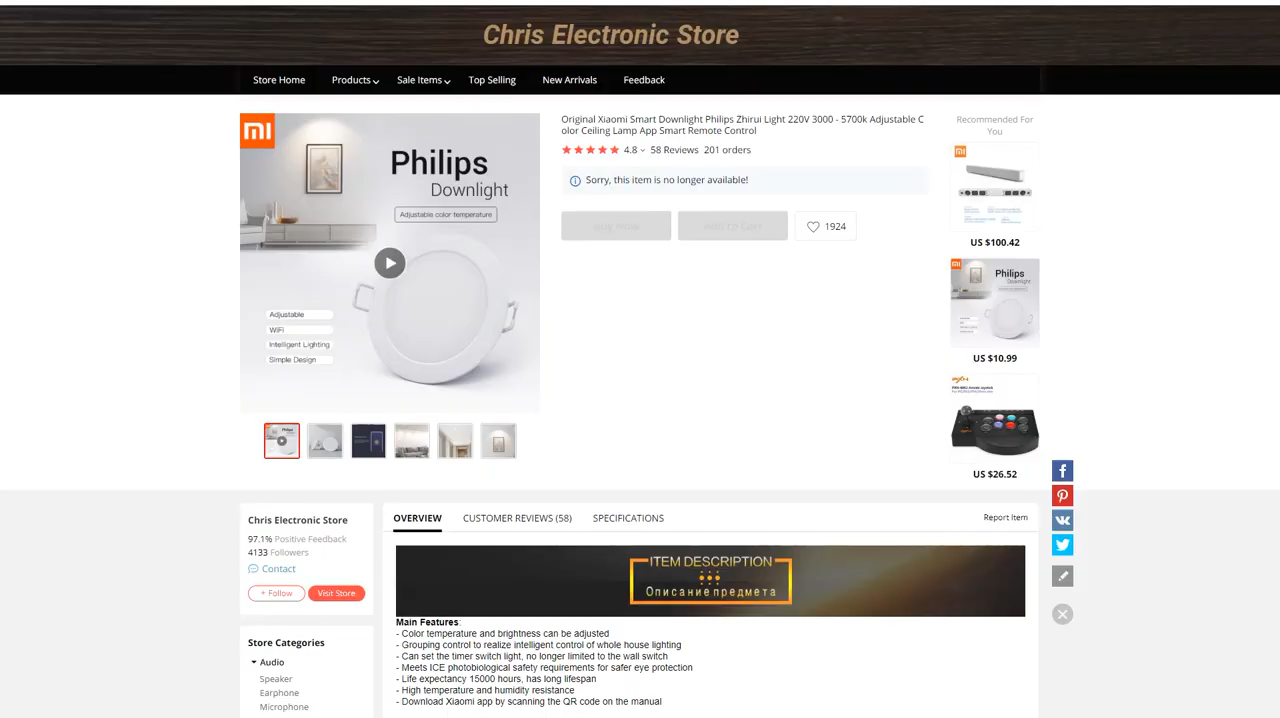 Chris Electronic Store
Store Home
Products
Sale Items
Top Selling
New Arrivals
Feedback
mi
Philips
Downlight
Adjustable color temperature
Adjustable
WiFi
Intelligent Lighting
Simple Design
Original Xiaomi Smart Downlight Philips Zhirui Light 220V 3000 - 5700k Adjustable C
olor Ceiling Lamp App Smart Remote Control
4.8
58 Reviews
201 orders
Sorry, this item is no longer available!
Buy Now
Add to Cart
1924
Recommended For
You
mi
US $100.42
mi
Philips
Downlight
US $10.99
US $26.52
Chris Electronic Store
97.1% Positive Feedback
4133 Followers
Contact
+ Follow
Visit Store
Store Categories
Audio
Speaker
Earphone
Microphone
OVERVIEW
CUSTOMER REVIEWS (58)
SPECIFICATIONS
Report Item
ITEM DESCRIPTION
Описание предмета
Main Features:
- Color temperature and brightness can be adjusted
- Grouping control to realize intelligent control of whole house lighting
- Can set the timer switch light, no longer limited to the wall switch
- Meets ICE photobiological safety requirements for safer eye protection
- Life expectancy 15000 hours, has long lifespan
- High temperature and humidity resistance
- Download Xiaomi app by scanning the QR code on the manual